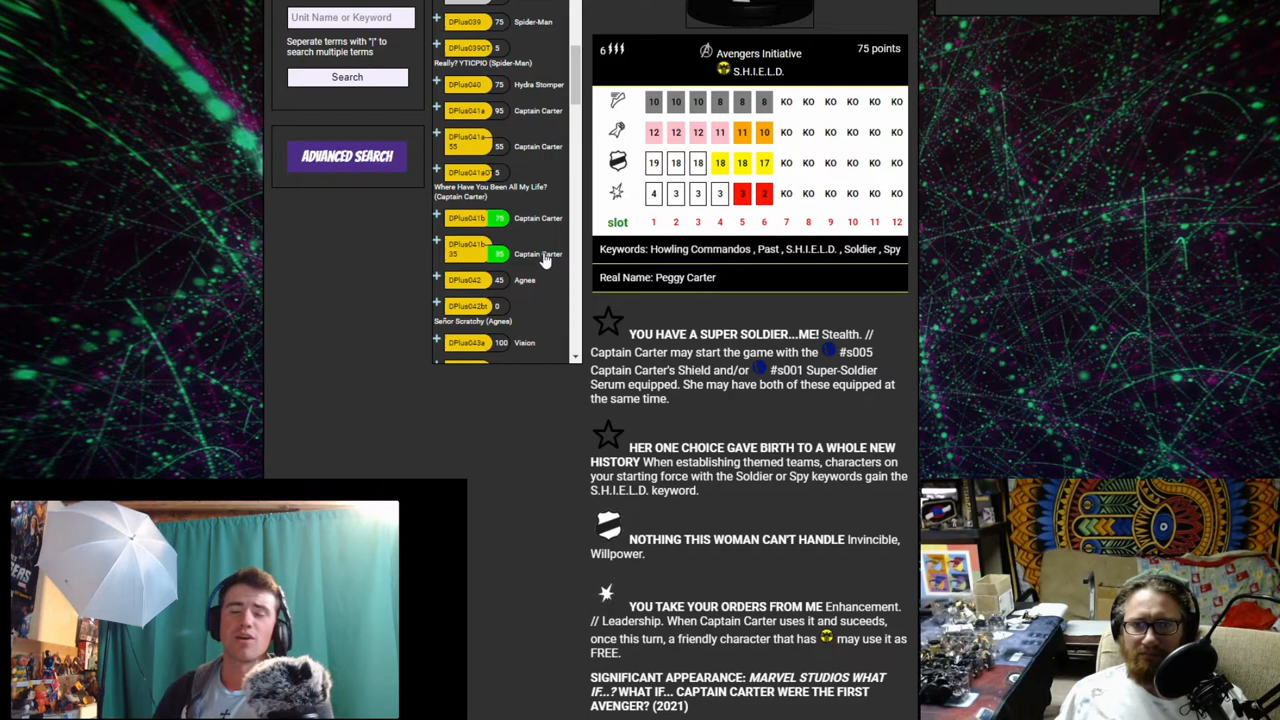 Unit Name or Keyword
Seperate terms with "|" to
search multiple terms
Search
ADVANCED SEARCH
DPlus039 75 Spider-Man
DPlus039OT 5
Really? YTICPIO (Spider-Man)
DPlus040 75 Hydra Stomper
DPlus041a 95 Captain Carter
DPlus041a-
55 55 Captain Carter
DPlus041aOT 5
Where Have You Been All My Life?
(Captain Carter)
DPlus041b 75 Captain Carter
DPlus041b-
35 35 Captain Carter
DPlus042 45 Agnes
DPlus042bt 0
Señor Scratchy (Agnes)
DPlus043a 100 Vision
6 Avengers Initiative 75 points
S.H.I.E.L.D.
10 10 10 8 8 8 KO KO KO KO KO KO
12 12 12 11 11 10 KO KO KO KO KO KO
19 18 18 18 18 17 KO KO KO KO KO KO
4 3 3 3 3 2 KO KO KO KO KO KO
slot 1 2 3 4 5 6 7 8 9 10 11 12
Keywords: Howling Commandos , Past , S.H.I.E.L.D. , Soldier , Spy
Real Name: Peggy Carter
YOU HAVE A SUPER SOLDIER...ME! Stealth. //
Captain Carter may start the game with the #s005
Captain Carter's Shield and/or #s001 Super-Soldier
Serum equipped. She may have both of these equipped at
the same time.
HER ONE CHOICE GAVE BIRTH TO A WHOLE NEW
HISTORY When establishing themed teams, characters on
your starting force with the Soldier or Spy keywords gain the
S.H.I.E.L.D. keyword.
NOTHING THIS WOMAN CAN'T HANDLE Invincible,
Willpower.
YOU TAKE YOUR ORDERS FROM ME Enhancement.
// Leadership. When Captain Carter uses it and suceeds,
once this turn, a friendly character that has may use it as
FREE.
SIGNIFICANT APPEARANCE: MARVEL STUDIOS WHAT
IF...? WHAT IF... CAPTAIN CARTER WERE THE FIRST
AVENGER? (2021)